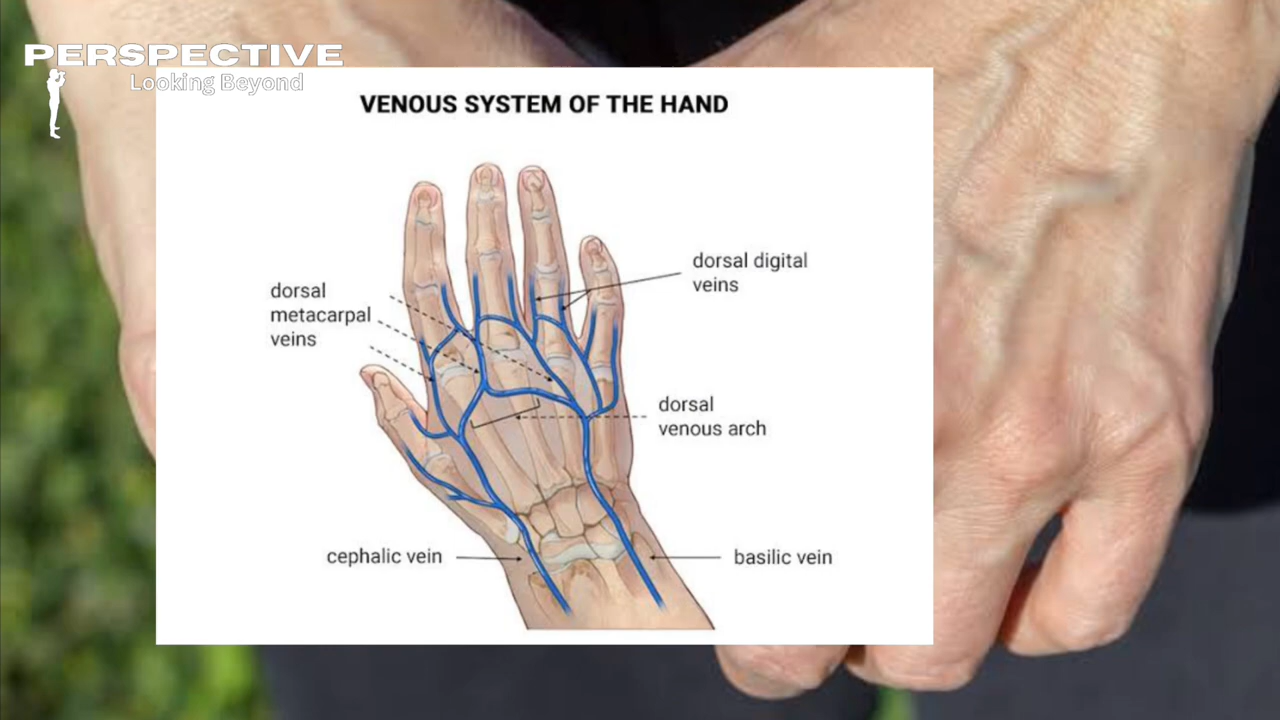 PERSPECTIVE
Looking Beyond
VENOUS SYSTEM OF THE HAND
dorsal digital
veins
dorsal
metacarpal
veins
dorsal
venous arch
cephalic vein
basilic vein